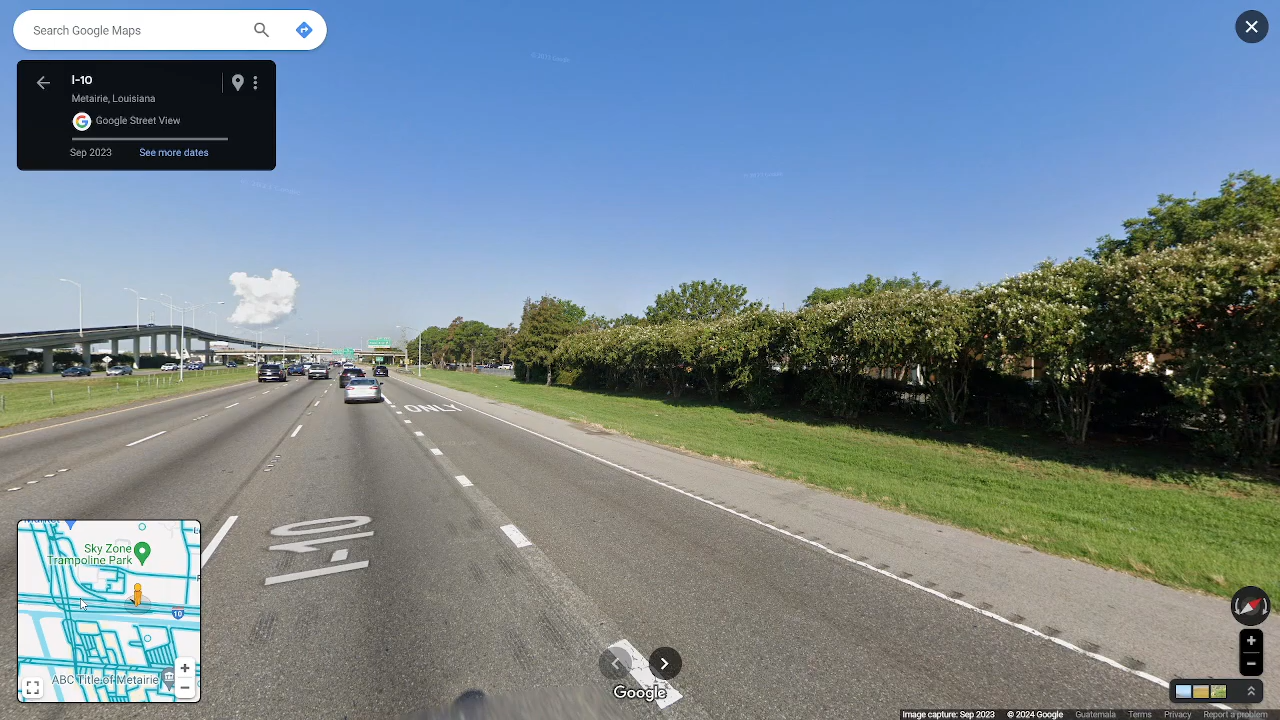 Search Google Maps
I-10
Metairie, Louisiana
Google Street View
Sep 2023
See more dates
ONLY
I-10
Sky Zone
Trampoline Park
10
ABC Title of Metairie
Google
Image capture: Sep 2023 © 2024 Google Guatemala Terms Privacy Report a problem